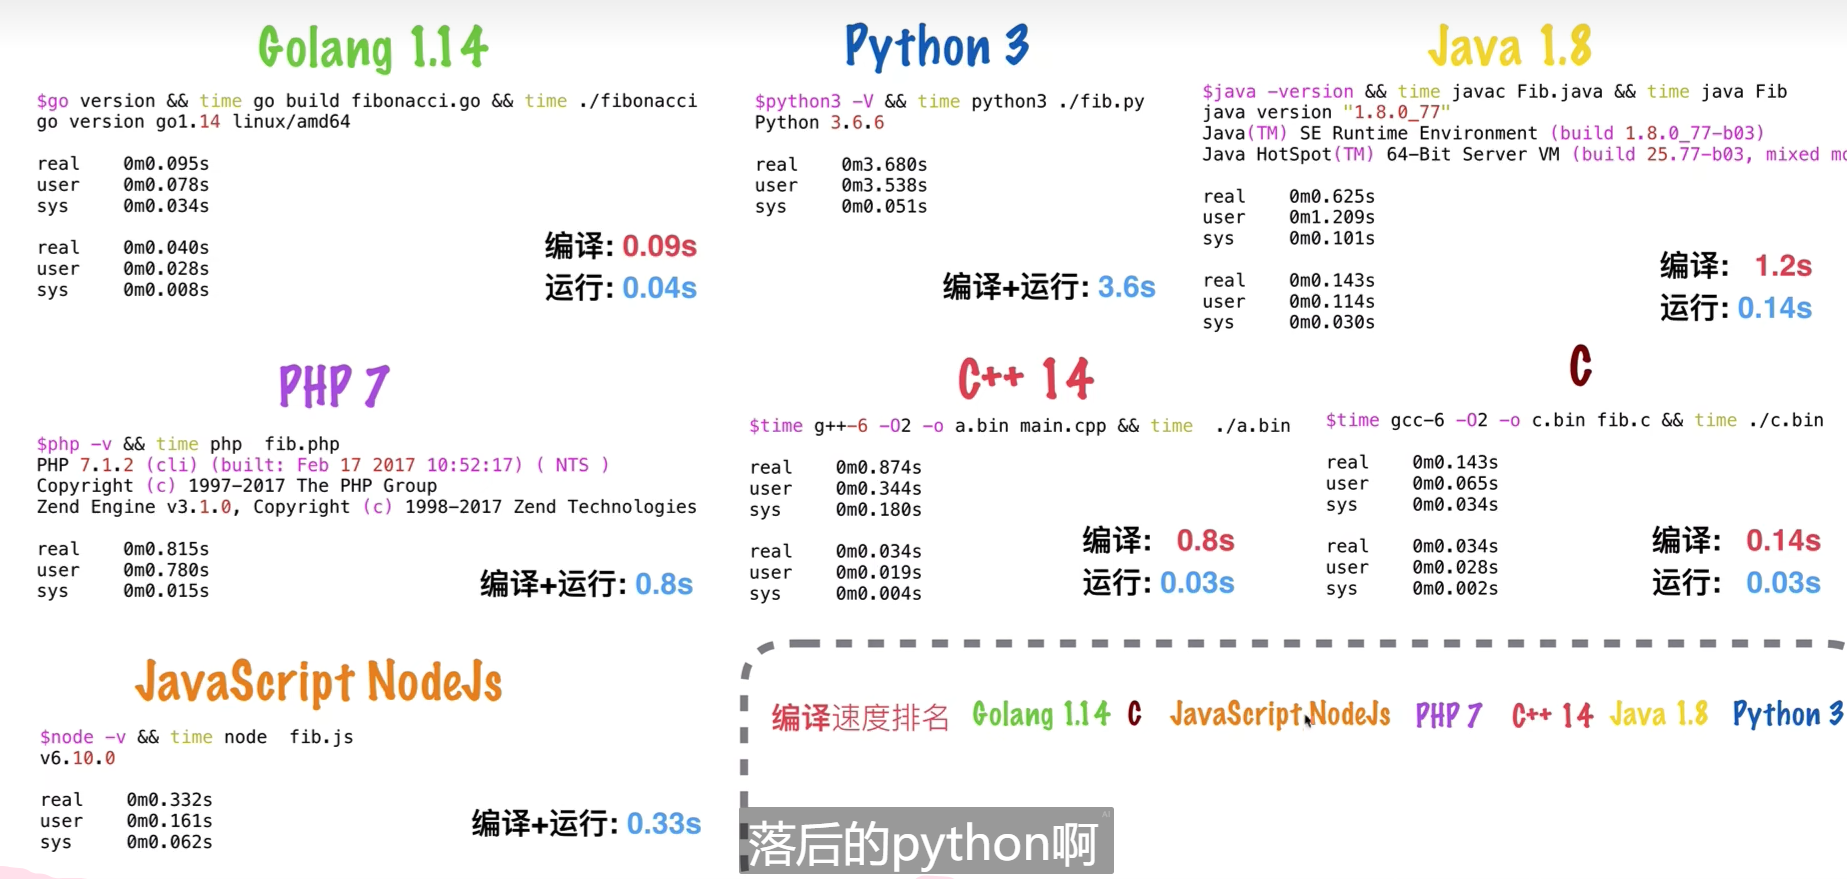 Golang 1.14
$go version && time go build fibonacci.go && time ./fibonacci
go version go1.14 linux/amd64
real 0m0.095s
user 0m0.078s
sys 0m0.034s
real 0m0.040s
user 0m0.028s
sys 0m0.008s
编译: 0.09s
运行: 0.04s
Python 3
$python3 -V && time python3 ./fib.py
Python 3.6.6
real 0m3.680s
user 0m3.538s
sys 0m0.051s
编译+运行: 3.6s
Java 1.8
$java -version && time javac Fib.java && time java Fib
java version "1.8.0_77"
Java(TM) SE Runtime Environment (build 1.8.0_77-b03)
Java HotSpot(TM) 64-Bit Server VM (build 25.77-b03, mixed mo
real 0m0.625s
user 0m1.209s
sys 0m0.101s
real 0m0.143s
user 0m0.114s
sys 0m0.030s
编译: 1.2s
运行: 0.14s
PHP 7
$php -v && time php fib.php
PHP 7.1.2 (cli) (built: Feb 17 2017 10:52:17) ( NTS )
Copyright (c) 1997-2017 The PHP Group
Zend Engine v3.1.0, Copyright (c) 1998-2017 Zend Technologies
real 0m0.815s
user 0m0.780s
sys 0m0.015s
编译+运行: 0.8s
C++ 14
$time g++-6 -O2 -o a.bin main.cpp && time ./a.bin
real 0m0.874s
user 0m0.344s
sys 0m0.180s
real 0m0.034s
user 0m0.019s
sys 0m0.004s
编译: 0.8s
运行: 0.03s
C
$time gcc-6 -O2 -o c.bin fib.c && time ./c.bin
real 0m0.143s
user 0m0.065s
sys 0m0.034s
real 0m0.034s
user 0m0.028s
sys 0m0.002s
编译: 0.14s
运行: 0.03s
JavaScript NodeJs
$node -v && time node fib.js
v6.10.0
real 0m0.332s
user 0m0.161s
sys 0m0.062s
编译+运行: 0.33s
编译速度排名 Golang 1.14 C JavaScript NodeJs PHP 7 C++ 14 Java 1.8 Python 3
落后的python啊
AI